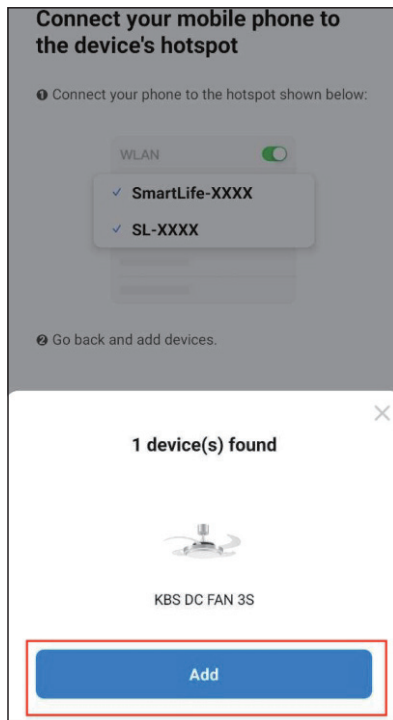 Connect your mobile phone to
the device's hotspot
❶ Connect your phone to the hotspot shown below:
WLAN
SmartLife-XXXX
SL-XXXX
❷ Go back and add devices.
1 device(s) found
KBS DC FAN 3S
Add